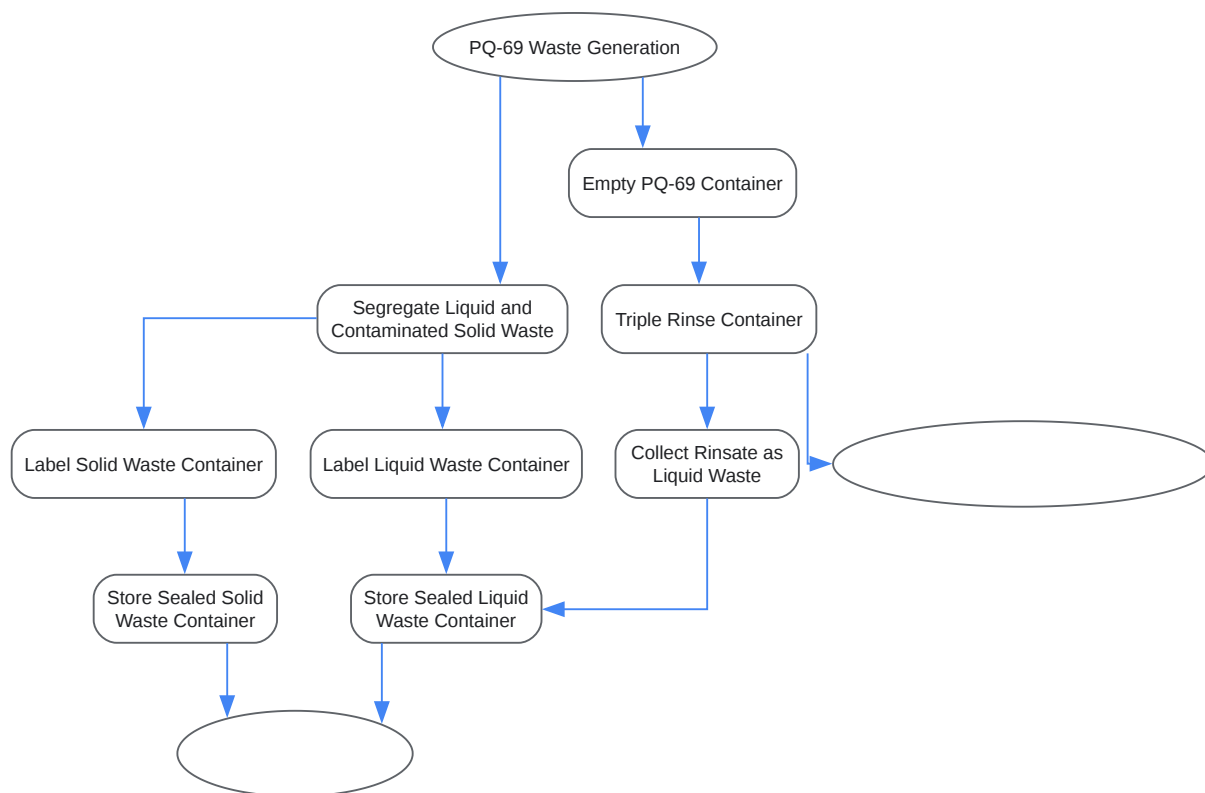 PQ-69 Waste Generation
Empty PQ-69 Container
Segregate Liquid and
Contaminated Solid Waste
Triple Rinse Container
Label Solid Waste Container
Label Liquid Waste Container
Collect Rinsate as
Liquid Waste
Store Sealed Solid
Waste Container
Store Sealed Liquid
Waste Container